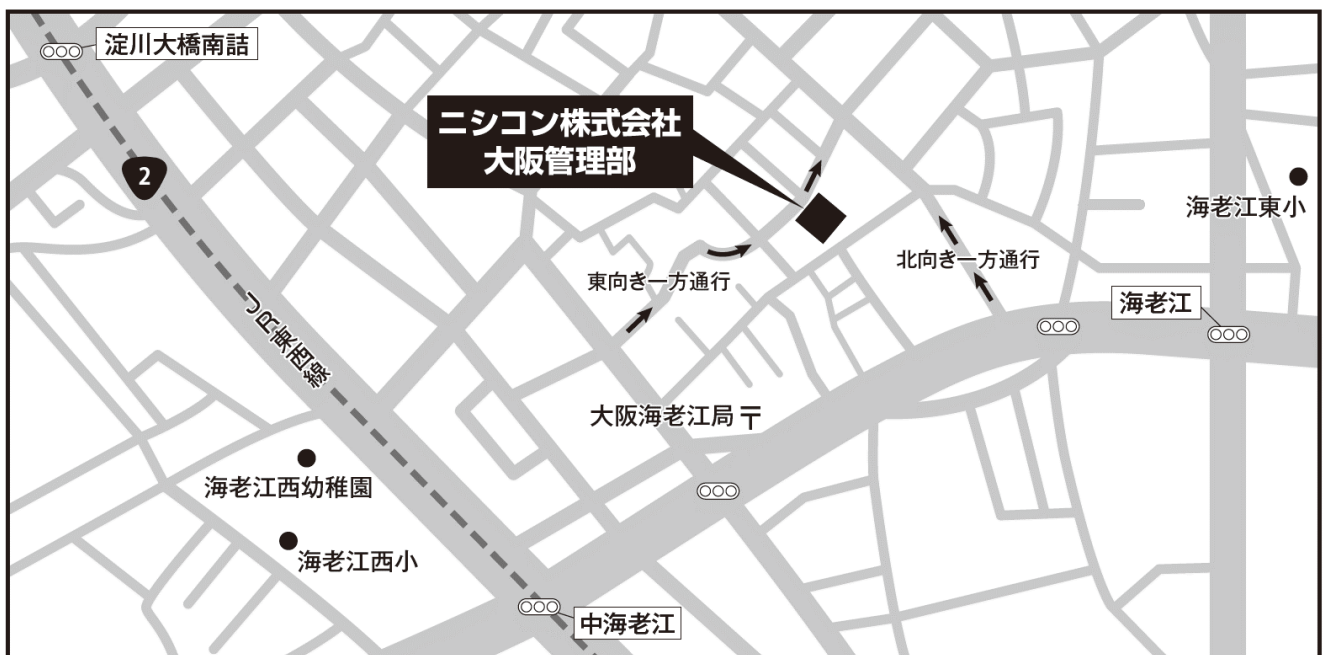 淀川大橋南詰
ニシコン株式会社
大阪管理部
2
海老江東小
北向き一方通行
東向き一方通行
海老江
JR東西線
大阪海老江局〒
海老江西幼稚園
海老江西小
中海老江